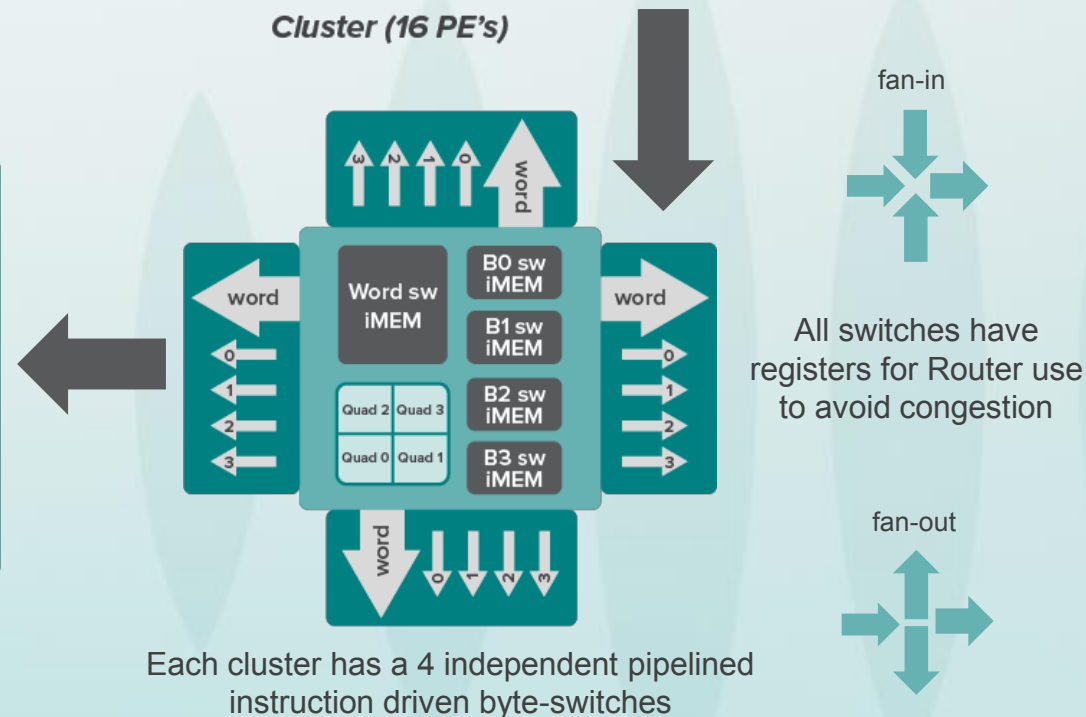 Cluster (16 PE's)
fan-in
3 2 1 0 word
word
0
1
2
3
Word sw
iMEM
B0 sw
iMEM
B1 sw
iMEM
B2 sw
iMEM
B3 sw
iMEM
Quad 2 Quad 3
Quad 0 Quad 1
word
0
1
2
3
All switches have
registers for Router use
to avoid congestion
word 0 1 2 3
fan-out
Each cluster has a 4 independent pipelined
instruction driven byte-switches